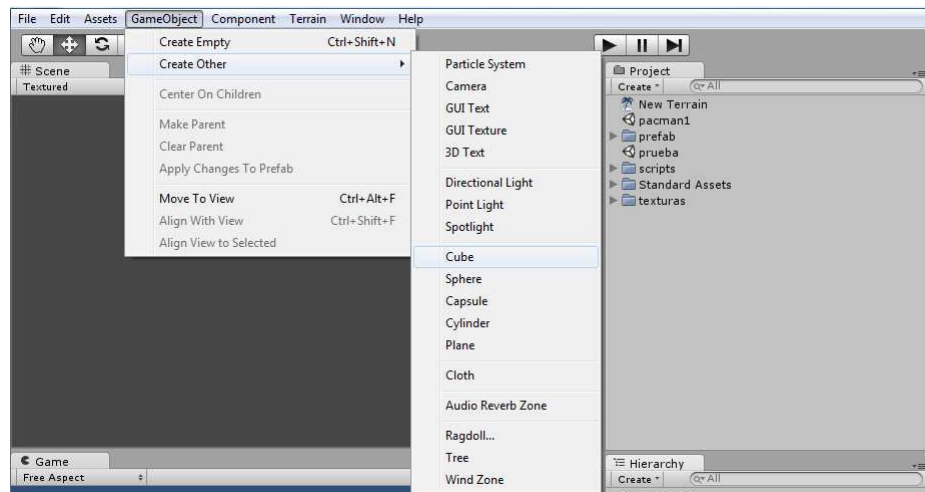 File Edit Assets GameObject Component Terrain Window Help
Create Empty Ctrl+Shift+N
Create Other
Center On Children
Make Parent
Clear Parent
Apply Changes To Prefab
Move To View Ctrl+Alt+F
Align With View Ctrl+Shift+F
Align View to Selected
Particle System
Camera
GUI Text
GUI Texture
3D Text
Directional Light
Point Light
Spotlight
Cube
Sphere
Capsule
Cylinder
Plane
Cloth
Audio Reverb Zone
Ragdoll...
Tree
Wind Zone
Scene
Textured
Game
Free Aspect
Project
Create All
New Terrain
pacman1
prefab
prueba
scripts
Standard Assets
texturas
Hierarchy
Create All